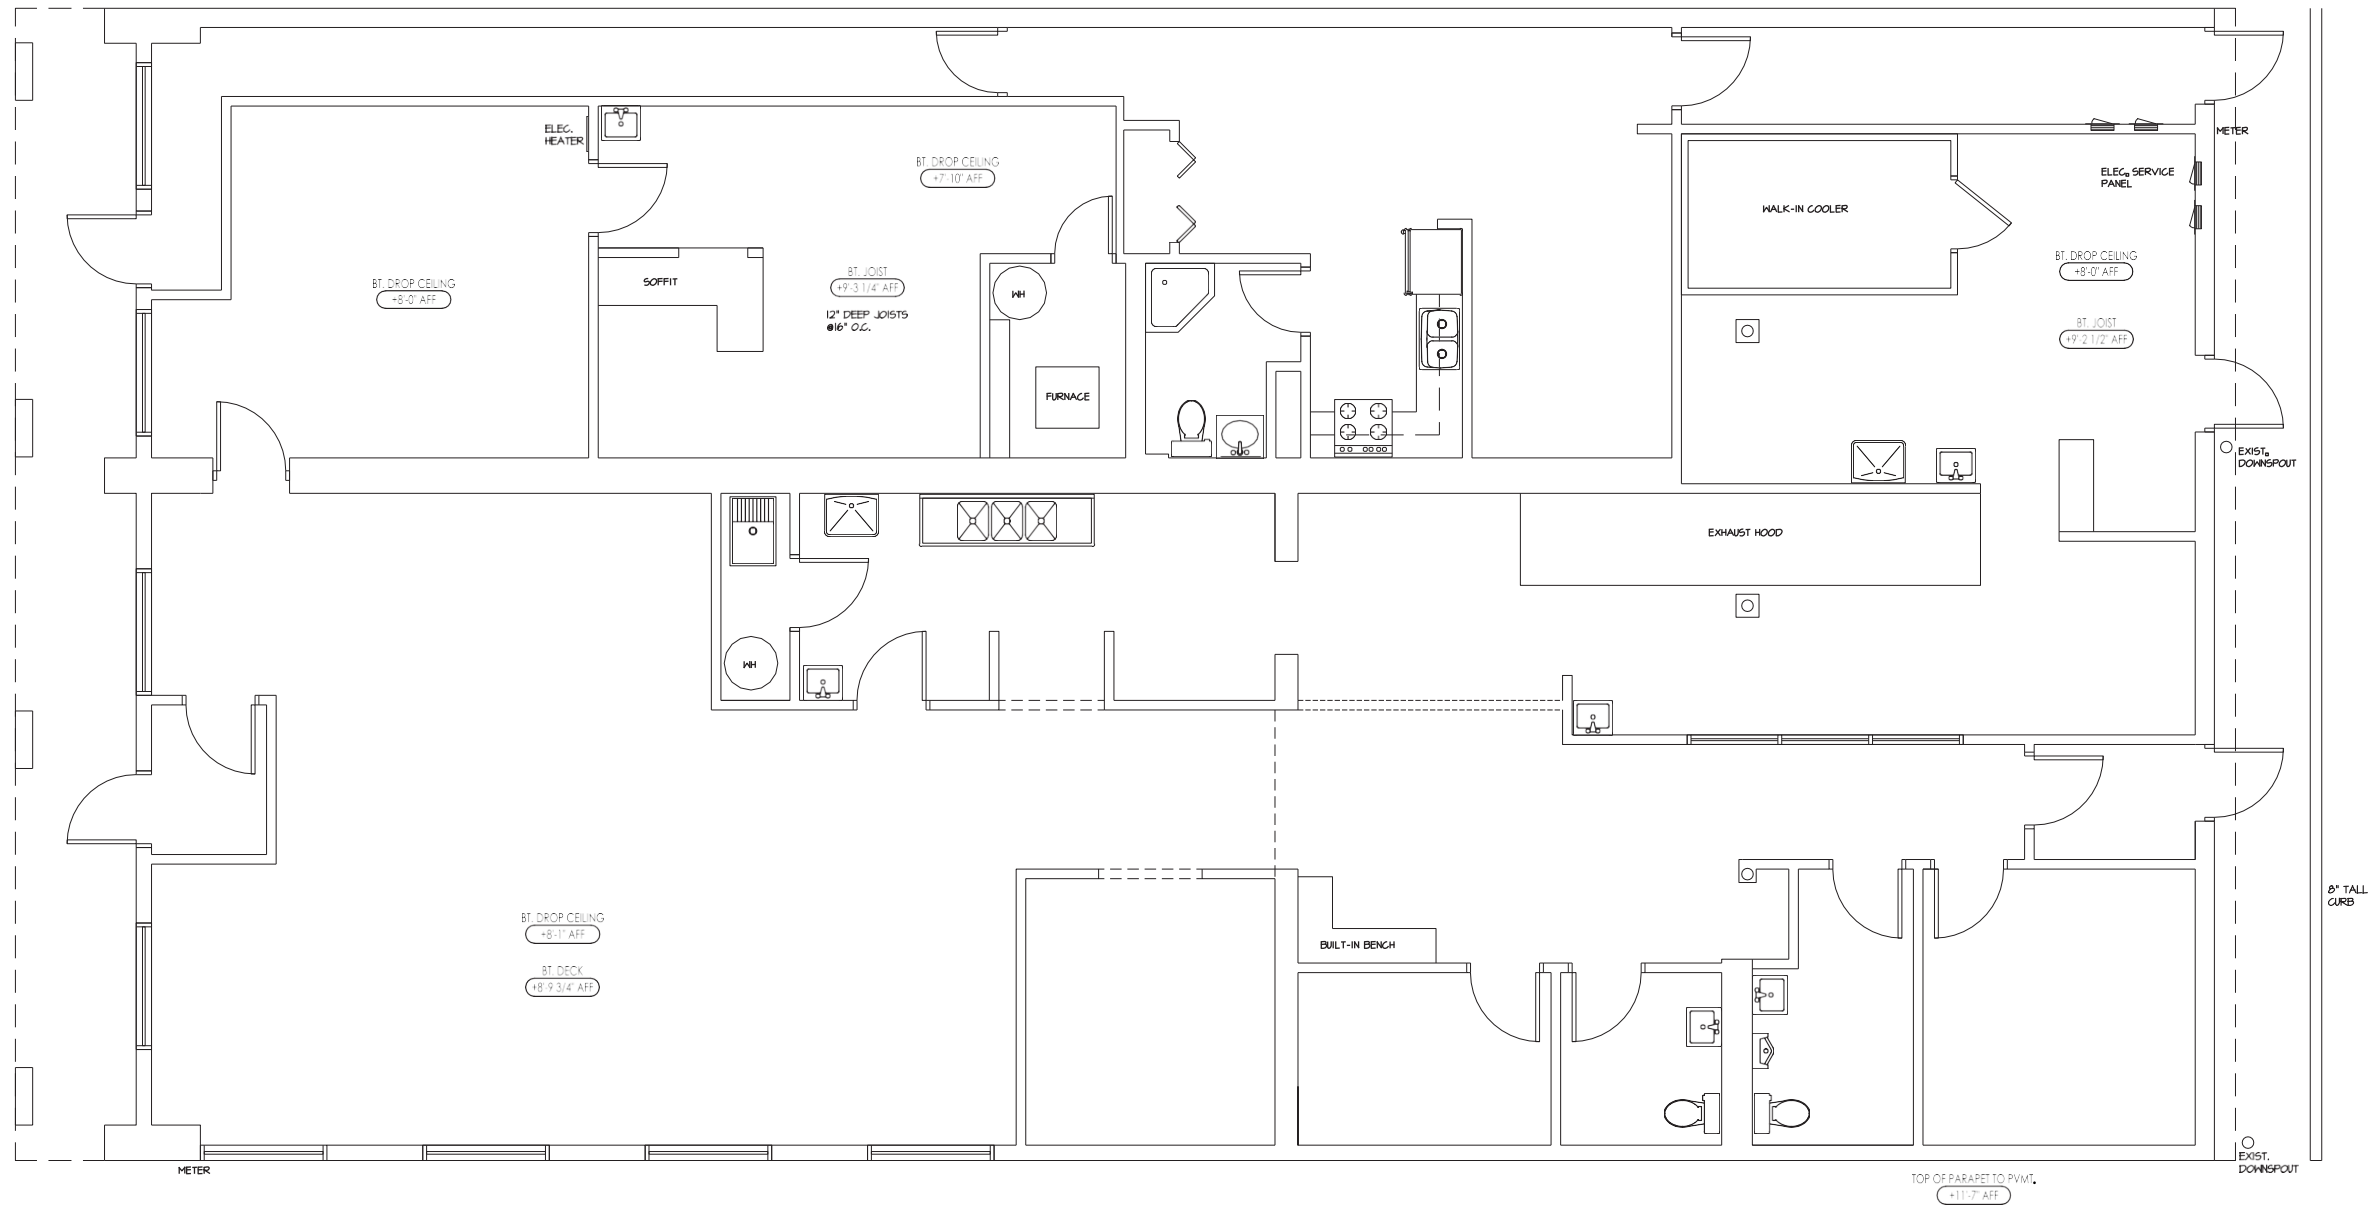 ELEC.
HEATER
BT. DROP CEILING
+7'-10" AFF
METER
ELEC. SERVICE
PANEL
WALK-IN COOLER
BT. DROP CEILING
+8'-0" AFF
BT. DROP CEILING
+8'-0" AFF
SOFFIT
BT. JOIST
+9'-3 1/4" AFF
12" DEEP JOISTS
@16" O.C.
WH
BT. JOIST
+9'-2 1/2" AFF
FURNACE
EXIST.
DOWNSPOUT
EXHAUST HOOD
WH
8" TALL
CURB
BT. DROP CEILING
+8'-1" AFF
BUILT-IN BENCH
BT. DECK
+8'-9 3/4" AFF
METER
EXIST.
DOWNSPOUT
TOP OF PARAPET TO PVMT.
+11'-7" AFF